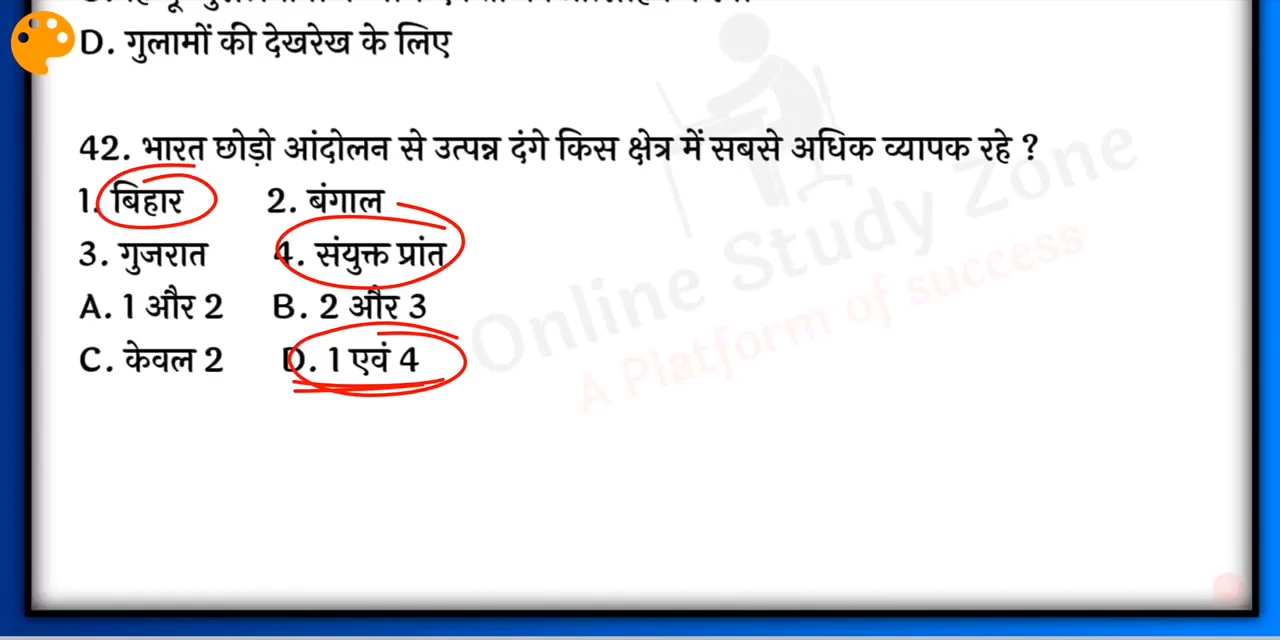 D. गुलामों की देखरेख के लिए
42. भारत छोड़ो आंदोलन से उत्पन्न दंगे किस क्षेत्र में सबसे अधिक व्यापक रहे ?
1. बिहार 2. बंगाल
3. गुजरात 4. संयुक्त प्रांत
A. 1 और 2 B. 2 और 3
C. केवल 2 D. 1 एवं 4
Online Study Zone
A Platform of success